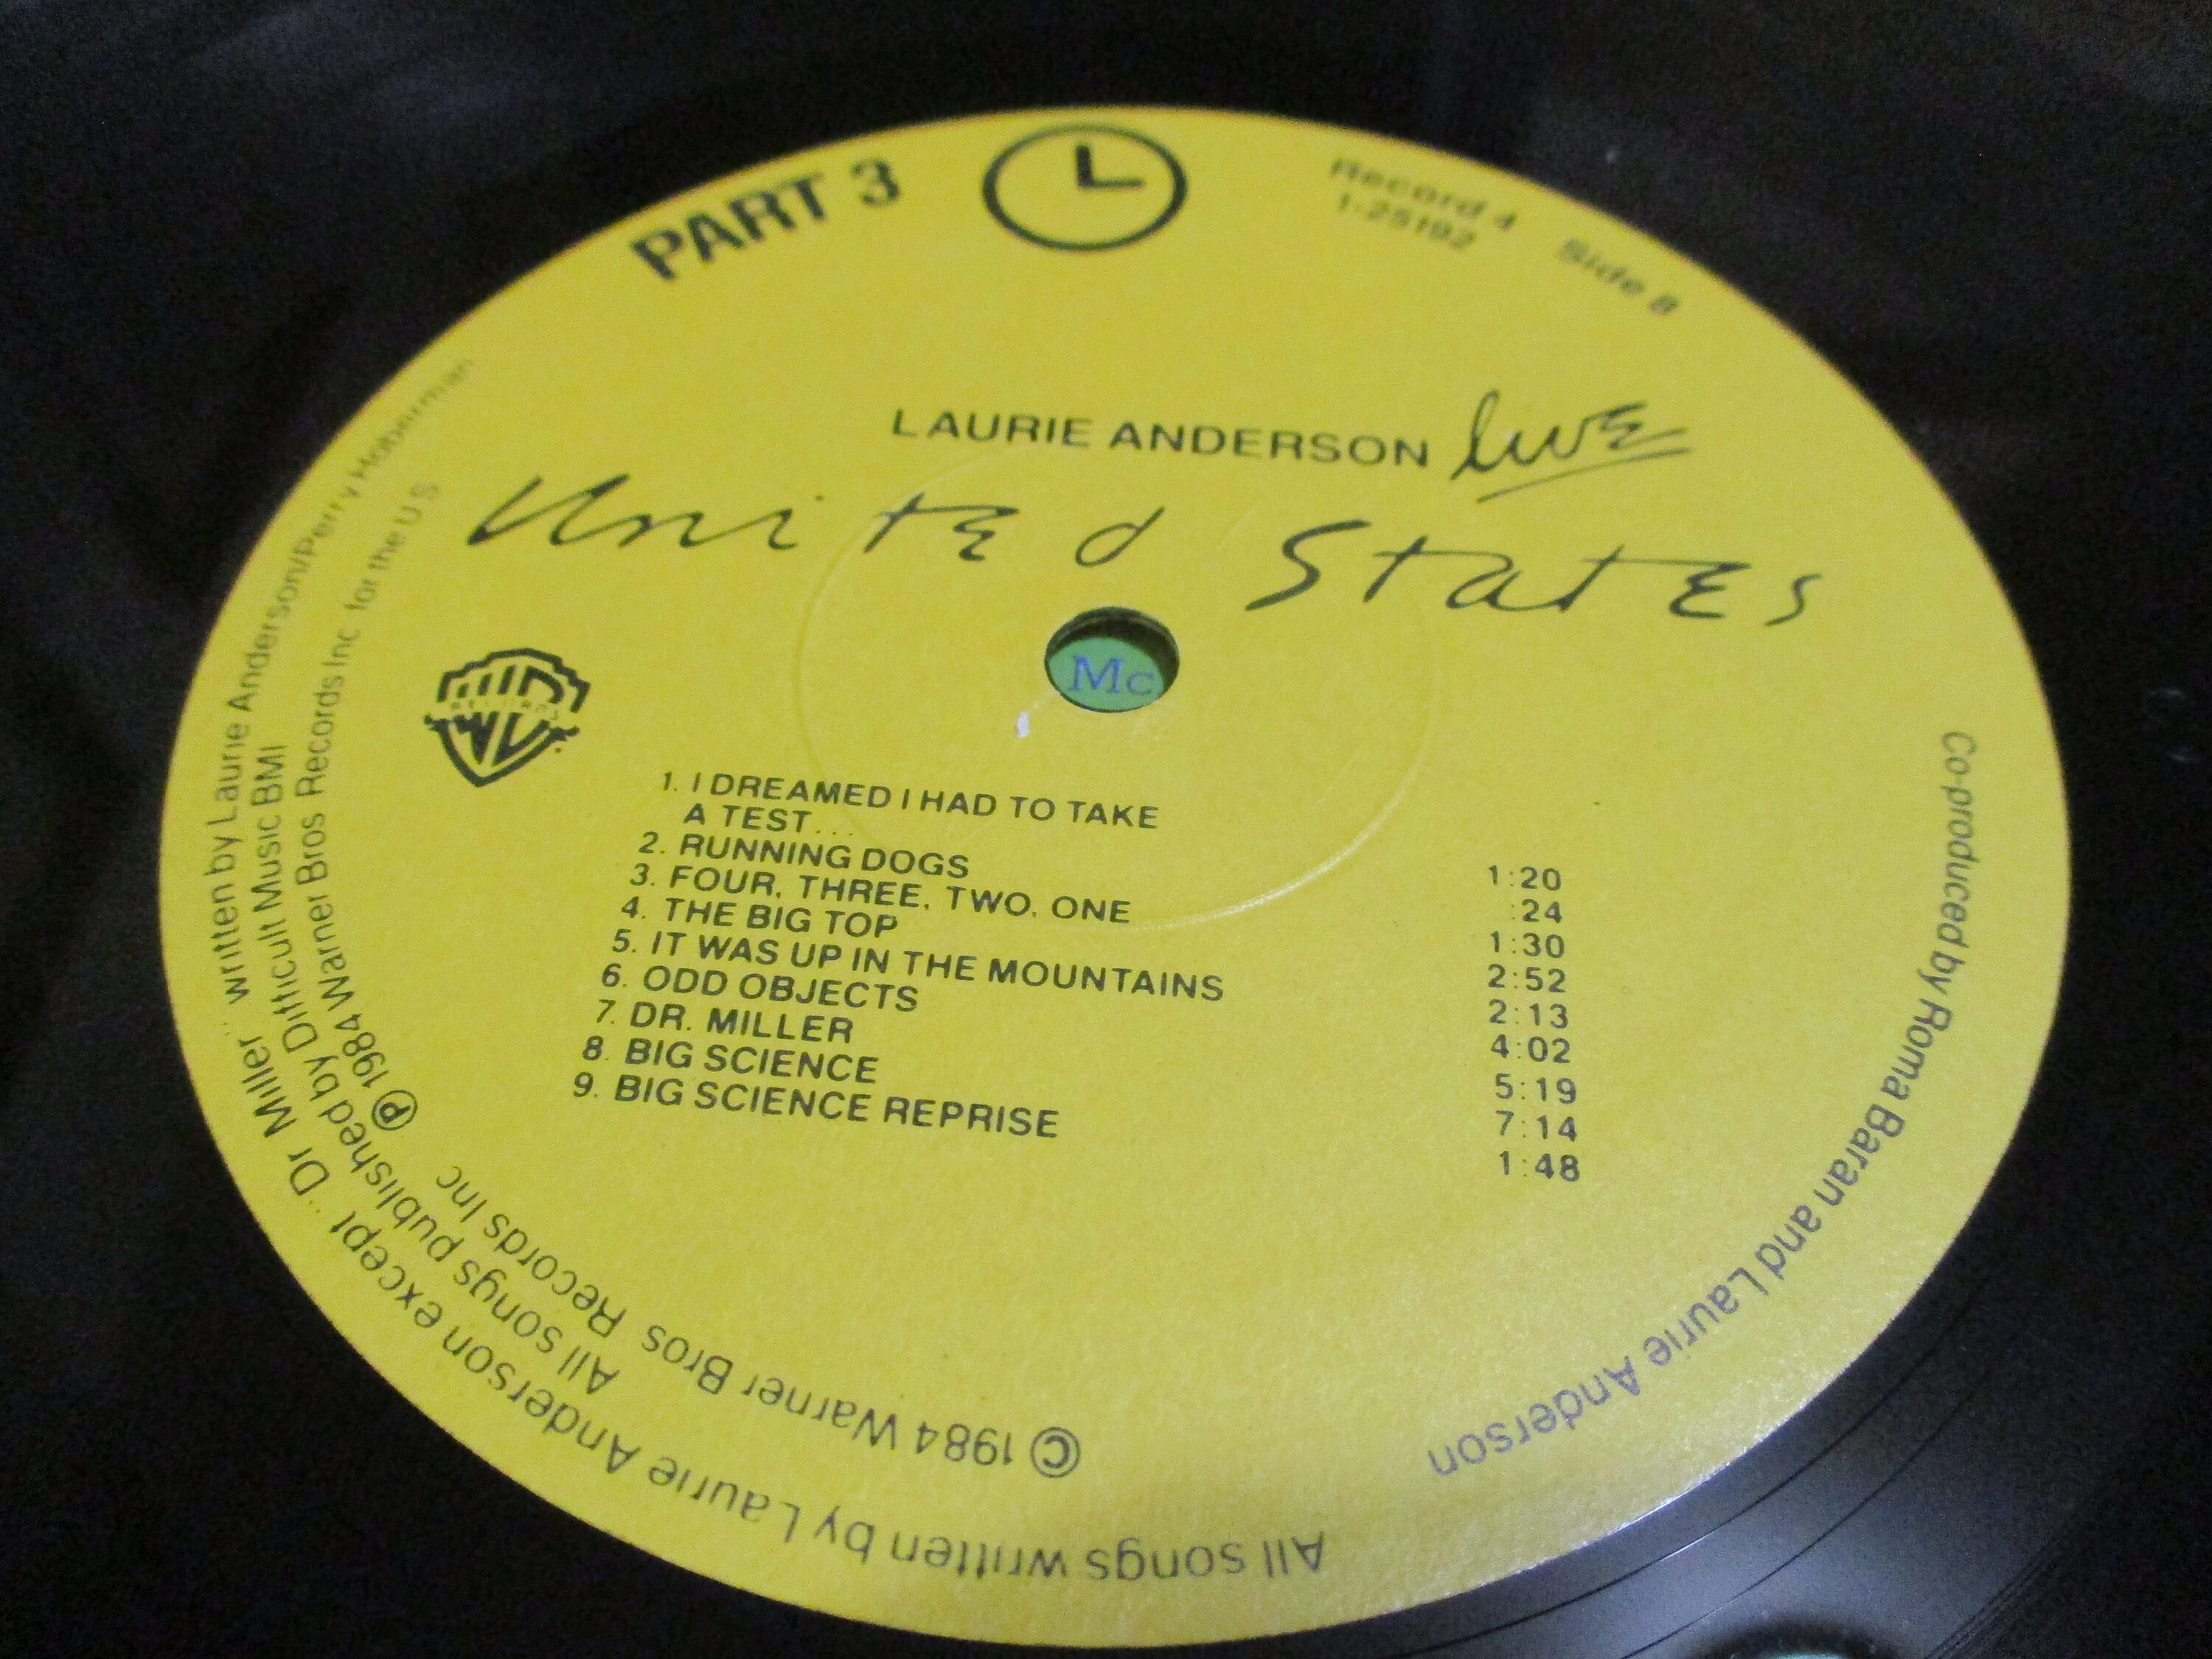 PART 3
Record 4 Side 8
1-25192
LAURIE ANDERSON live
United States
Mc
RECORDS
1. I DREAMED I HAD TO TAKE
A TEST... 1:20
2. RUNNING DOGS :24
3. FOUR, THREE, TWO, ONE 1:30
4. THE BIG TOP 2:52
5. IT WAS UP IN THE MOUNTAINS 2:13
6. ODD OBJECTS 4:02
7. DR. MILLER 5:19
8. BIG SCIENCE 7:14
9. BIG SCIENCE REPRISE 1:48
Co-produced by Roma Baran and Laurie Anderson
All songs written by Laurie Anderson except "Dr Miller" written by Laurie Anderson/Perry Hoberman
All songs published by Difficult Music BMI
© 1984 Warner Bros Records Inc
℗ 1984 Warner Bros Records Inc for the U.S